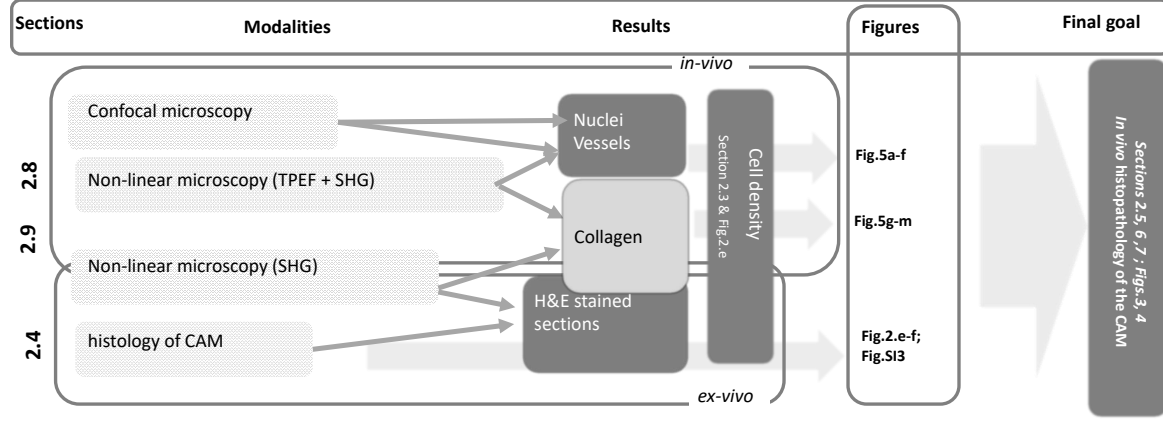 Sections
Modalities
Results
Figures
Final goal
in-vivo
2.8
Confocal microscopy
Nuclei
Vessels
Non-linear microscopy (TPEF + SHG)
Cell density
Section 2.3 & Fig.2.e
Fig.5a-f
2.9
Collagen
Fig.5g-m
Non-linear microscopy (SHG)
H&E stained
sections
2.4
histology of CAM
Fig.2.e-f;
Fig.SI3
ex-vivo
Sections 2.5, 6 ,7 ; Figs.3, 4
In vivo histopathology of the CAM